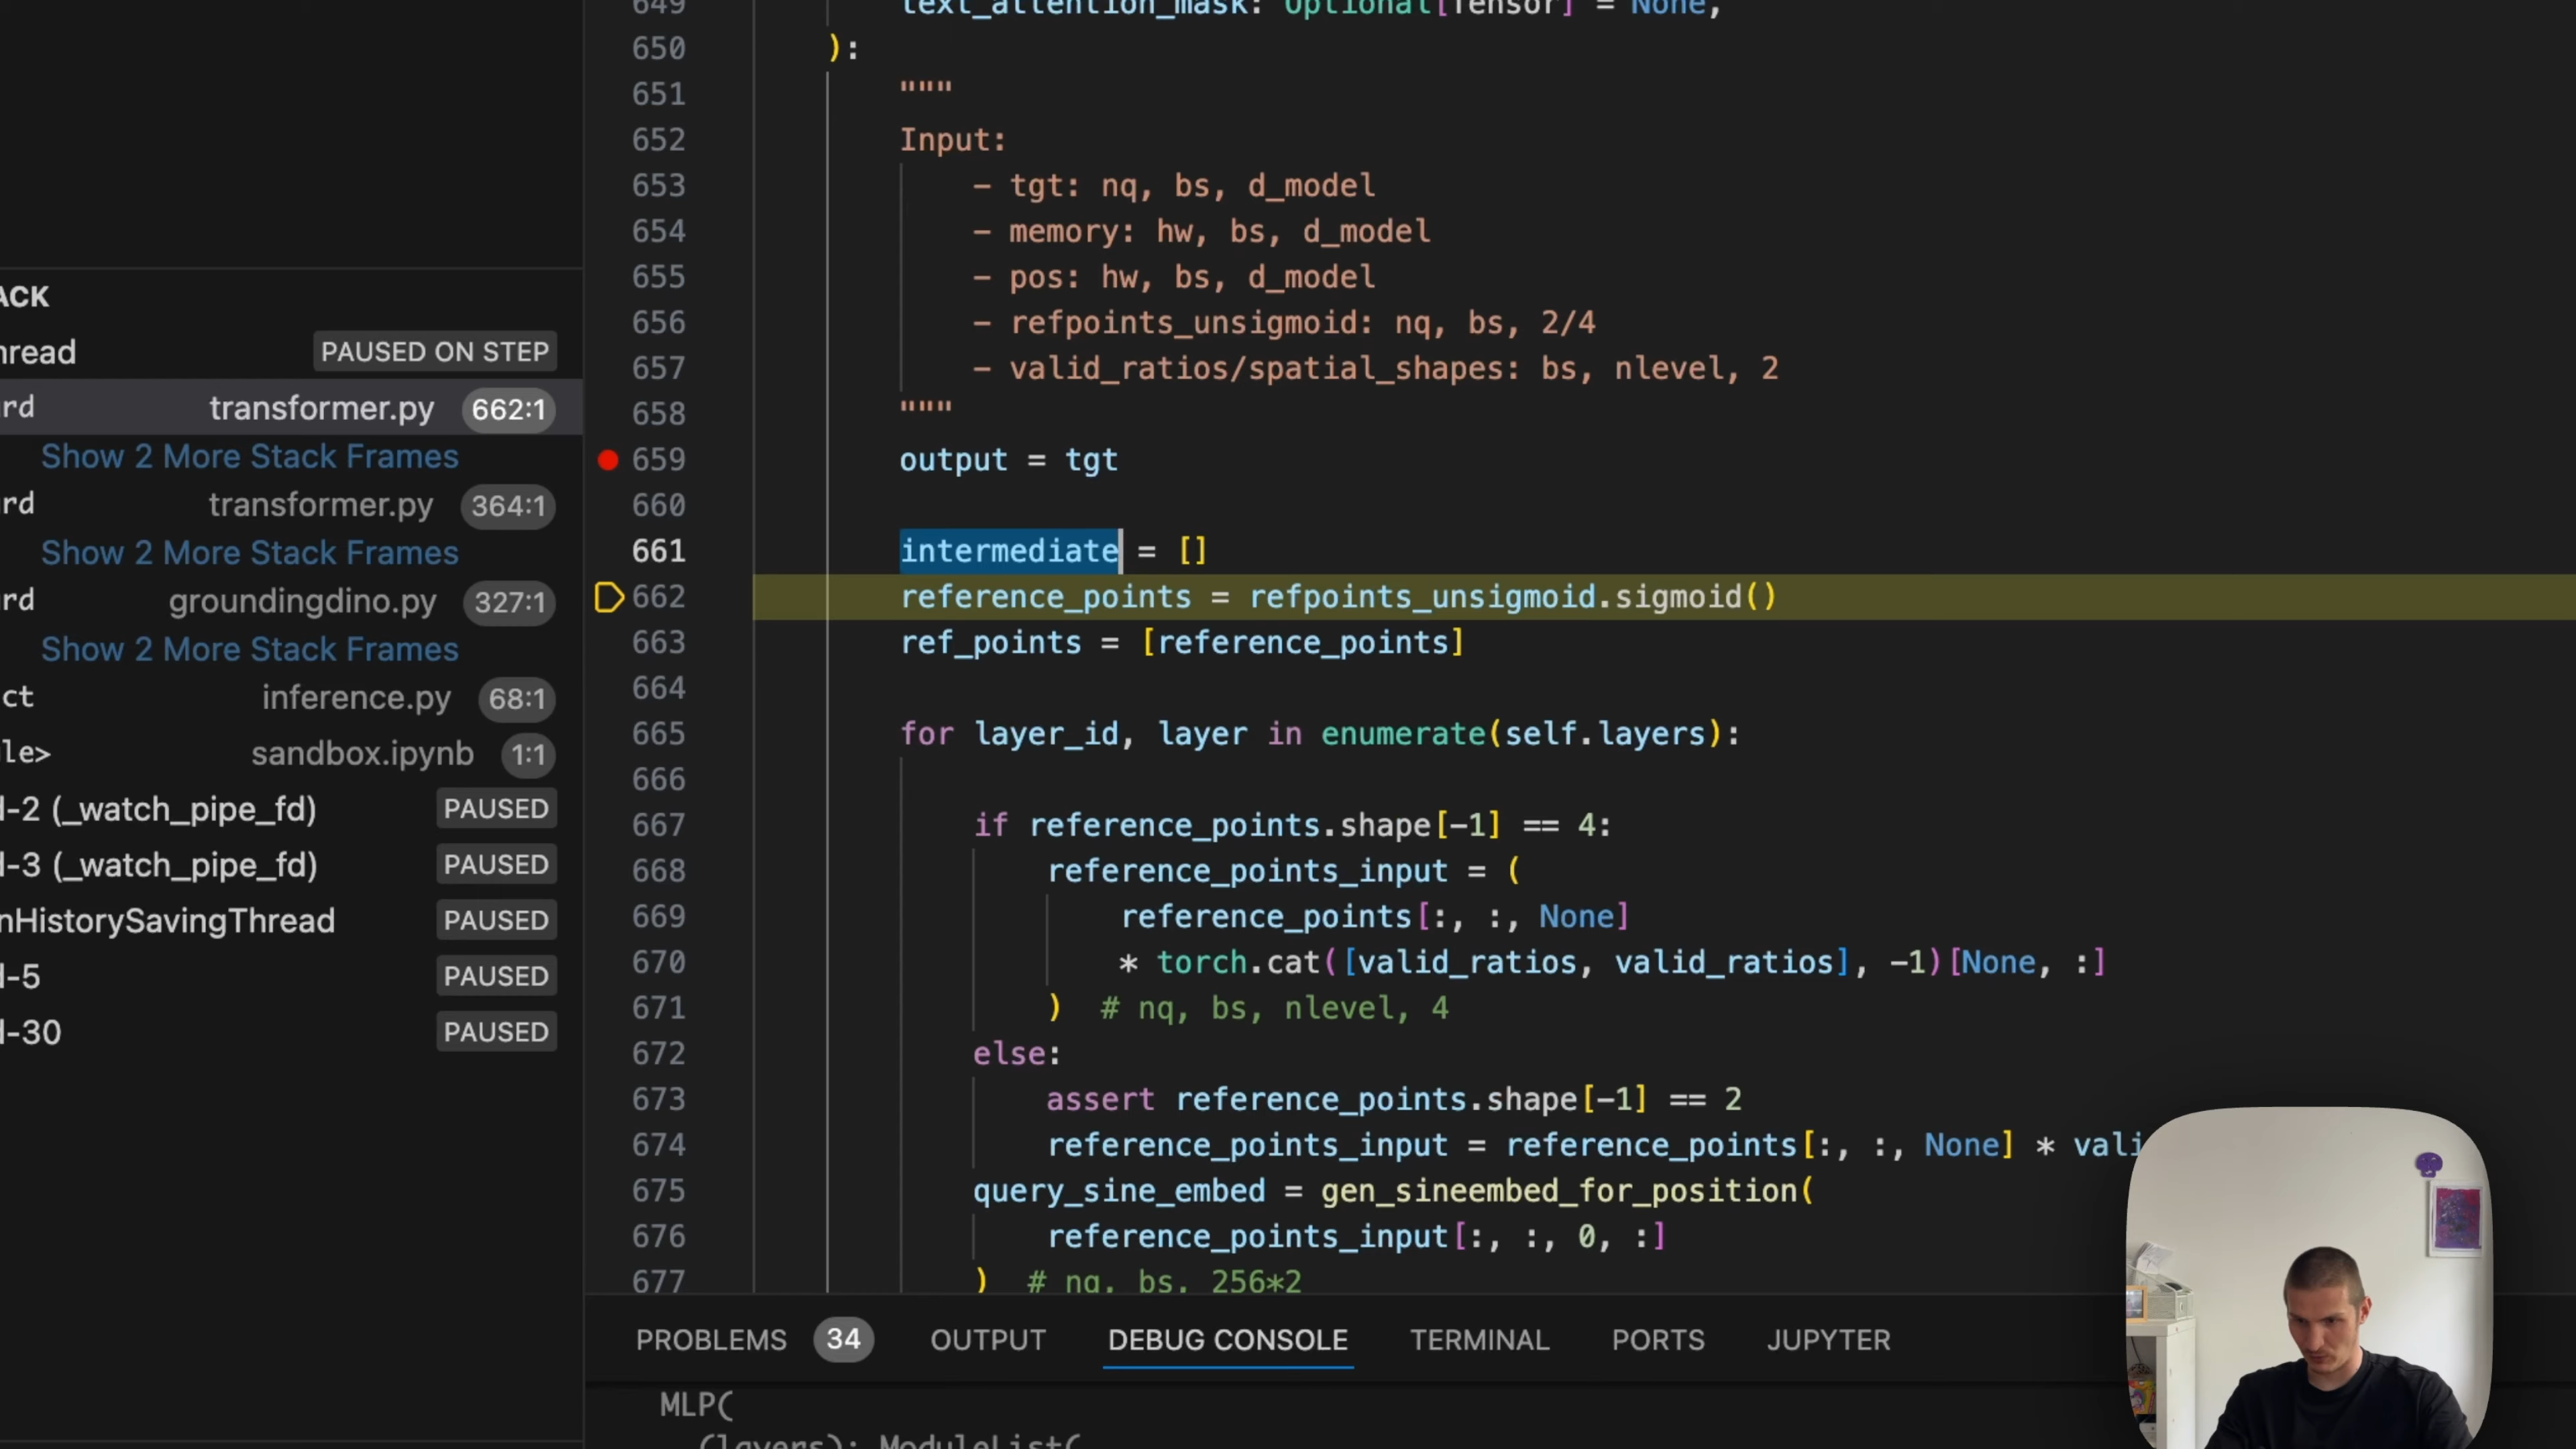 649 text_attention_mask: Optional[Tensor] = None,
650 ):
651 """
652 Input:
653 - tgt: nq, bs, d_model
654 - memory: hw, bs, d_model
655 - pos: hw, bs, d_model
656 - refpoints_unsigmoid: nq, bs, 2/4
657 - valid_ratios/spatial_shapes: bs, nlevel, 2
658 """
659 output = tgt
660
661 intermediate = []
662 reference_points = refpoints_unsigmoid.sigmoid()
663 ref_points = [reference_points]
664
665 for layer_id, layer in enumerate(self.layers):
666
667 if reference_points.shape[-1] == 4:
668 reference_points_input = (
669 reference_points[:, :, None]
670 * torch.cat([valid_ratios, valid_ratios], -1)[None, :]
671 ) # nq, bs, nlevel, 4
672 else:
673 assert reference_points.shape[-1] == 2
674 reference_points_input = reference_points[:, :, None] * vali
675 query_sine_embed = gen_sineembed_for_position(
676 reference_points_input[:, :, 0, :]
677 ) # nq, bs, 256*2
ACK
hread PAUSED ON STEP
rd transformer.py 662:1
Show 2 More Stack Frames
rd transformer.py 364:1
Show 2 More Stack Frames
rd groundingdino.py 327:1
Show 2 More Stack Frames
ct inference.py 68:1
le> sandbox.ipynb 1:1
d-2 (_watch_pipe_fd) PAUSED
d-3 (_watch_pipe_fd) PAUSED
nHistorySavingThread PAUSED
d-5 PAUSED
d-30 PAUSED
PROBLEMS 34 OUTPUT DEBUG CONSOLE TERMINAL PORTS JUPYTER
MLP(
(layers): ModuleList(